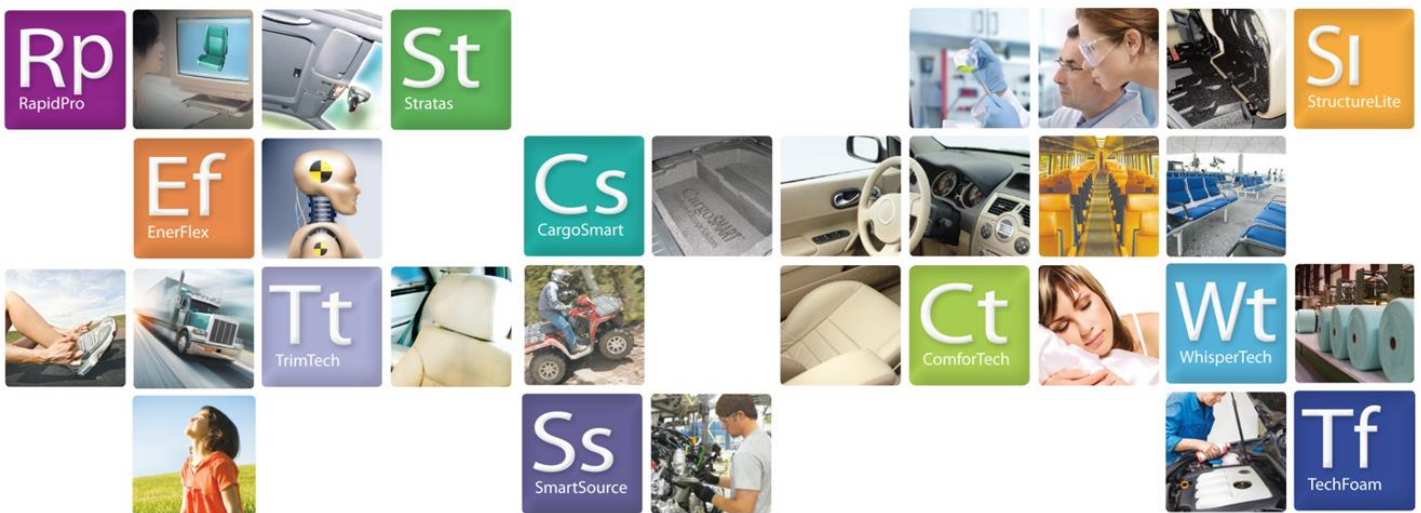 Rp
RapidPro
St
Stratas
Sl
StructureLite
Ef
EnerFlex
Cs
CargoSmart
CargoSMART
Tt
TrimTech
Ct
ComforTech
Wt
WhisperTech
Ss
SmartSource
Tf
TechFoam